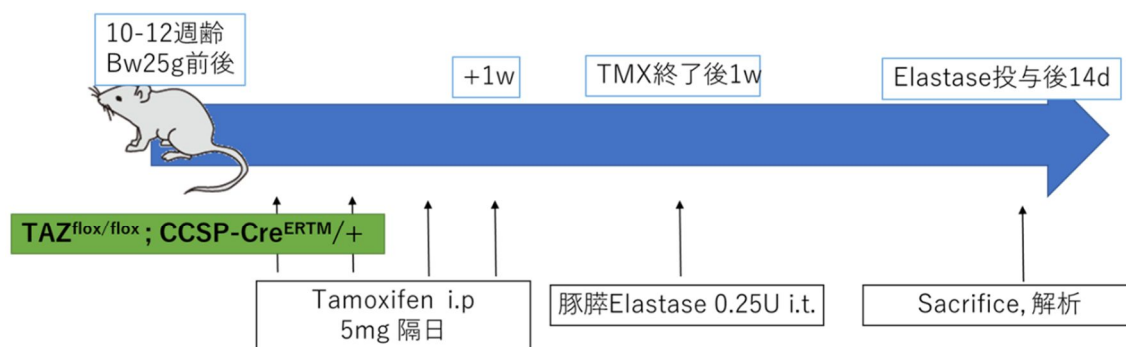 10-12週齢
Bw25g前後
+1w
TMX終了後1w
Elastase投与後14d
TAZflox/flox ; CCSP-CreERTM/+
Tamoxifen i.p
5mg 隔日
豚膵Elastase 0.25U i.t.
Sacrifice, 解析